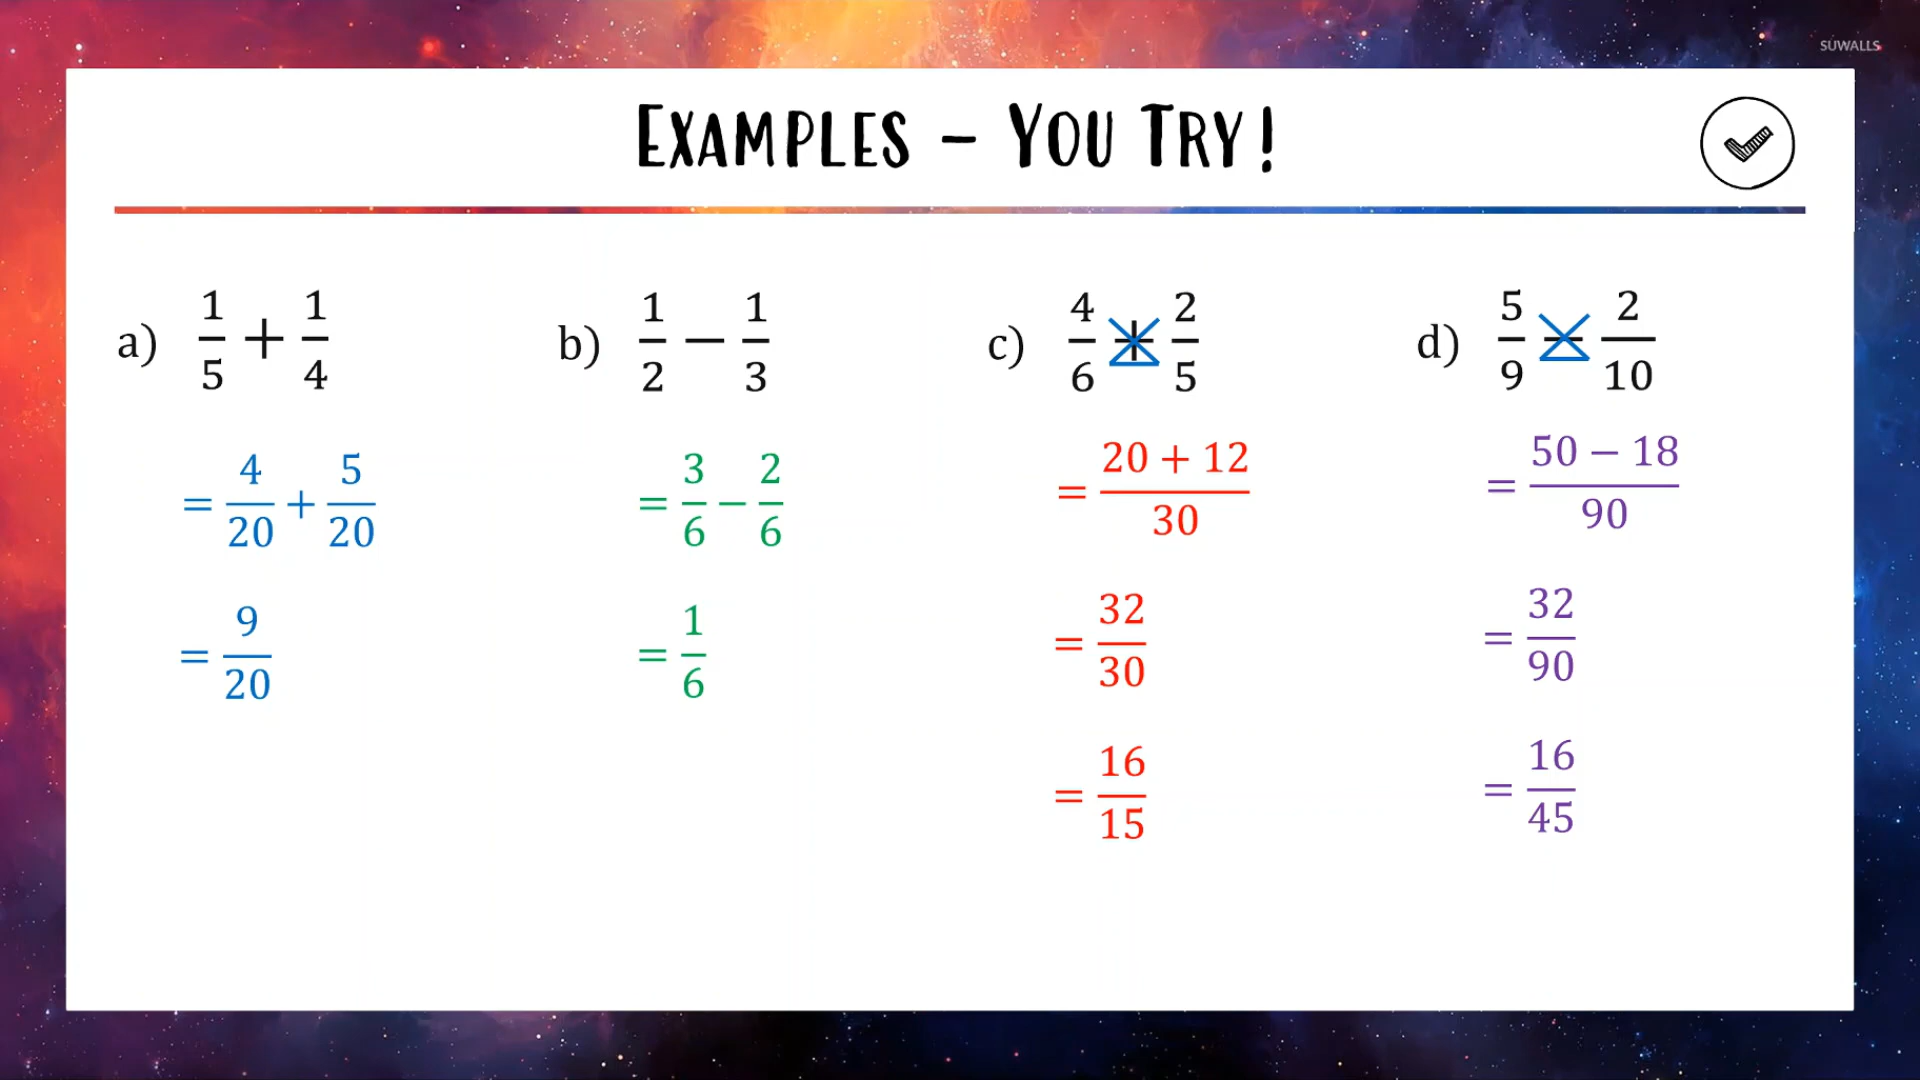 SUWALLS
EXAMPLES – YOU TRY!
a) 1/5 + 1/4
= 4/20 + 5/20
= 9/20
b) 1/2 − 1/3
= 3/6 − 2/6
= 1/6
c) 4/6 + 2/5
= (20 + 12)/30
= 32/30
= 16/15
d) 5/9 − 2/10
= (50 − 18)/90
= 32/90
= 16/45